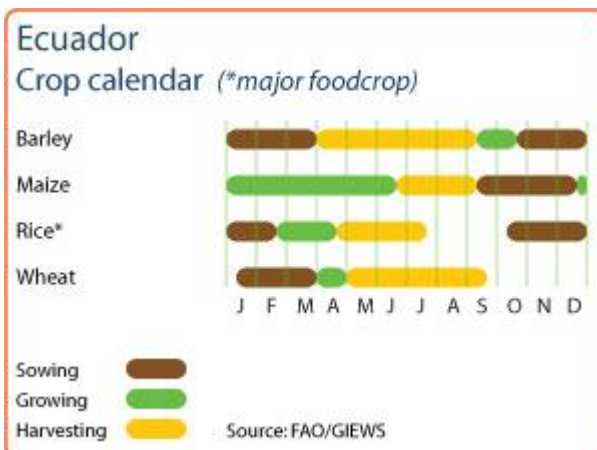 Ecuador
Crop calendar (*major foodcrop)
Barley
Maize
Rice*
Wheat
J F M A M J J A S O N D
Sowing
Growing
Harvesting
Source: FAO/GIEWS